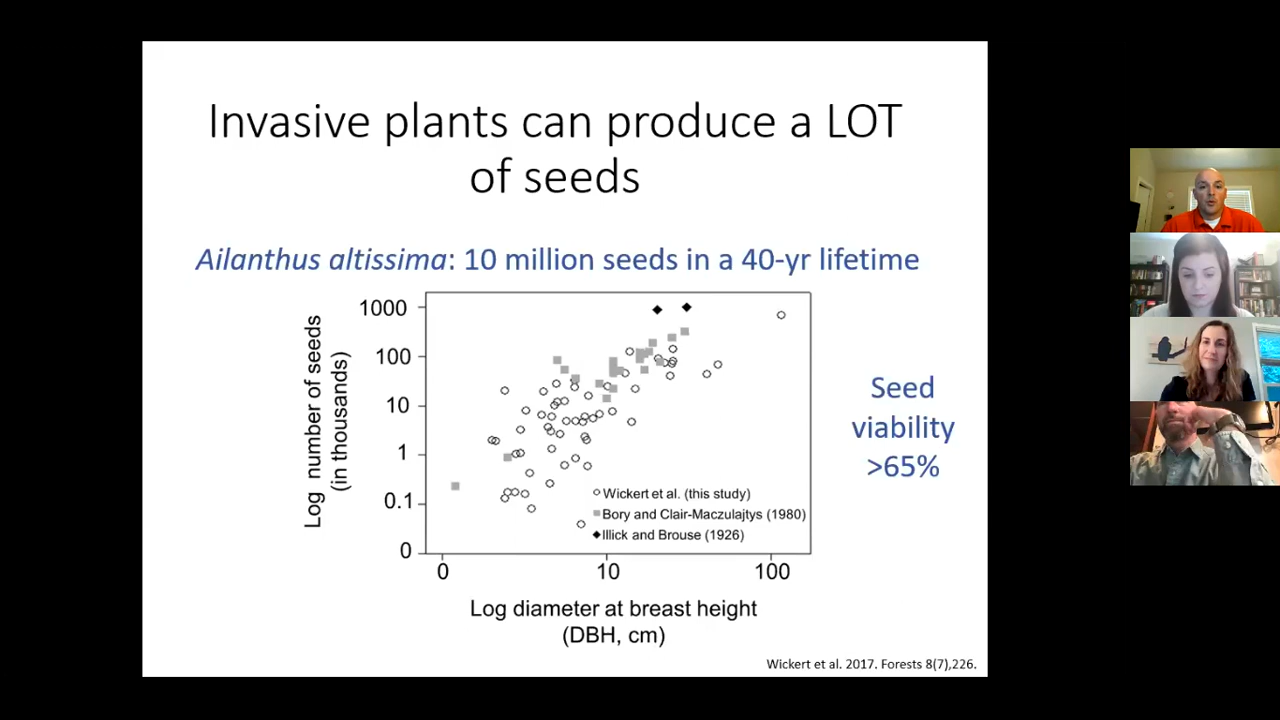 Invasive plants can produce a LOT
of seeds
Ailanthus altissima: 10 million seeds in a 40-yr lifetime
Log number of seeds
(in thousands)
1000
100
10
1
0.1
0
Wickert et al. (this study)
Bory and Clair-Maczulajtys (1980)
Illick and Brouse (1926)
0
10
100
Log diameter at breast height
(DBH, cm)
Seed
viability
>65%
Wickert et al. 2017. Forests 8(7),226.